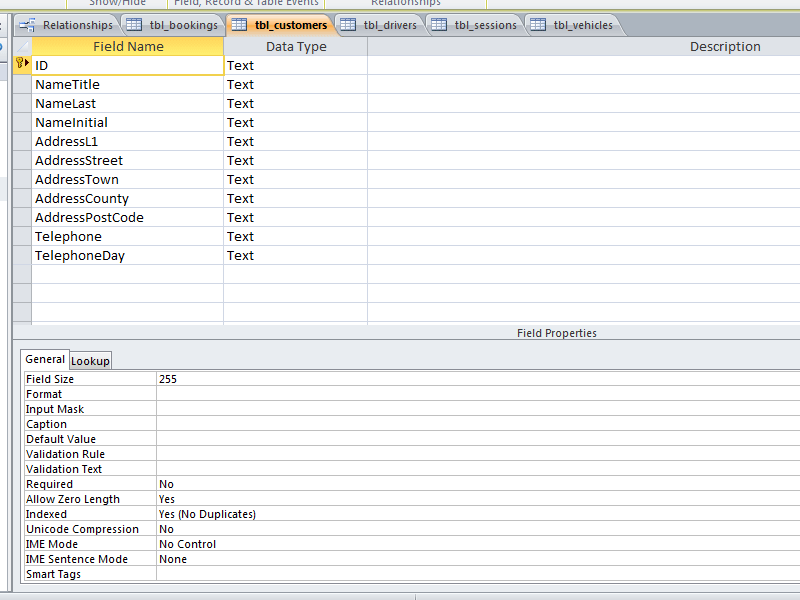 Show/Hide Field, Record & Table Events Relationships
Relationships tbl_bookings tbl_customers tbl_drivers tbl_sessions tbl_vehicles
Field Name Data Type Description
ID Text
NameTitle Text
NameLast Text
NameInitial Text
AddressL1 Text
AddressStreet Text
AddressTown Text
AddressCounty Text
AddressPostCode Text
Telephone Text
TelephoneDay Text
Field Properties
General Lookup
Field Size 255
Format
Input Mask
Caption
Default Value
Validation Rule
Validation Text
Required No
Allow Zero Length Yes
Indexed Yes (No Duplicates)
Unicode Compression No
IME Mode No Control
IME Sentence Mode None
Smart Tags